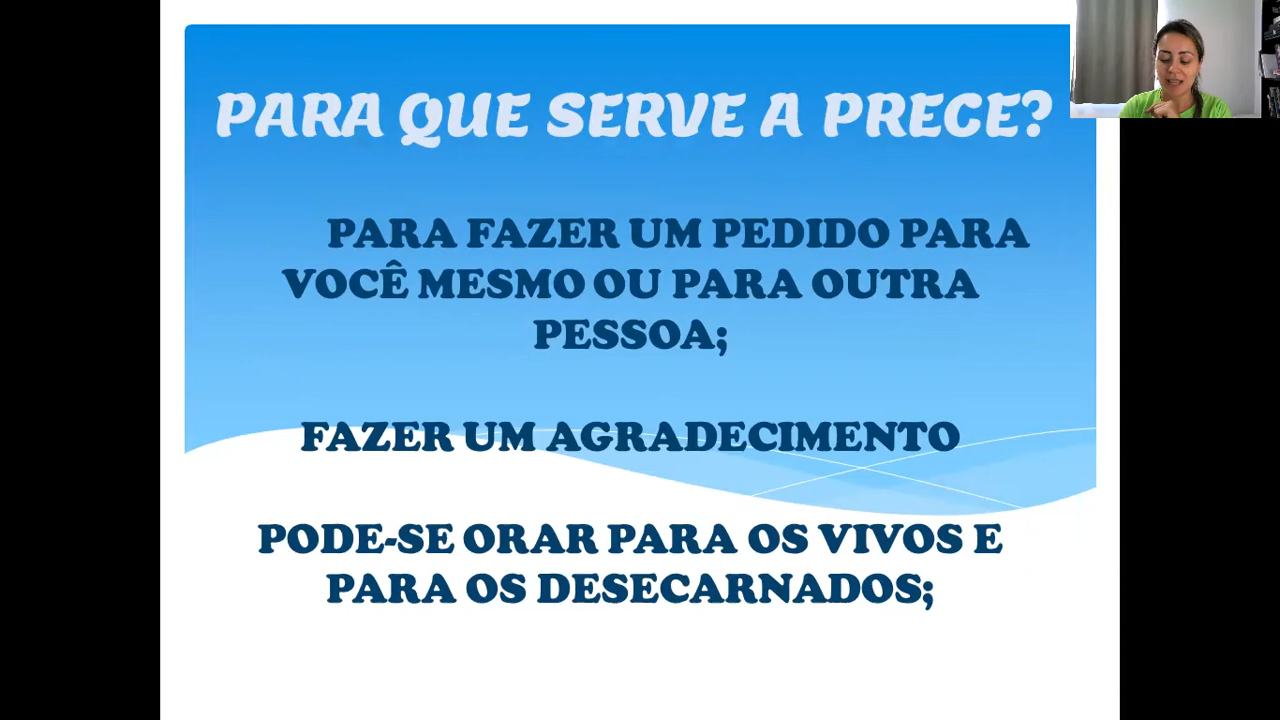 PARA QUE SERVE A PRECE?
PARA FAZER UM PEDIDO PARA
VOCÊ MESMO OU PARA OUTRA
PESSOA;
FAZER UM AGRADECIMENTO
PODE-SE ORAR PARA OS VIVOS E
PARA OS DESECARNADOS;